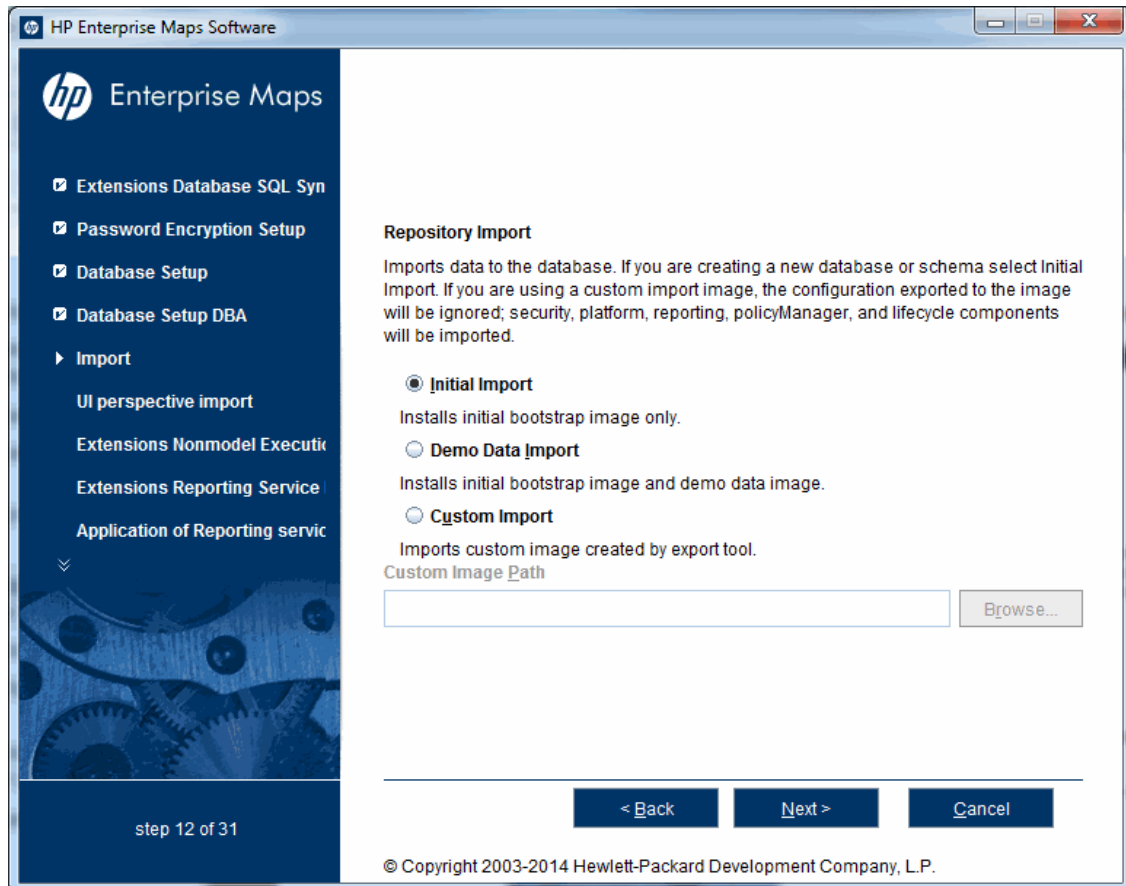 HP Enterprise Maps Software
hp Enterprise Maps
Extensions Database SQL Syn
Password Encryption Setup
Database Setup
Database Setup DBA
Import
UI perspective import
Extensions Nonmodel Executic
Extensions Reporting Service
Application of Reporting servic
step 12 of 31
Repository Import
Imports data to the database. If you are creating a new database or schema select Initial
Import. If you are using a custom import image, the configuration exported to the image
will be ignored; security, platform, reporting, policyManager, and lifecycle components
will be imported.
Initial Import
Installs initial bootstrap image only.
Demo Data Import
Installs initial bootstrap image and demo data image.
Custom Import
Imports custom image created by export tool.
Custom Image Path
Browse...
< Back
Next >
Cancel
© Copyright 2003-2014 Hewlett-Packard Development Company, L.P.